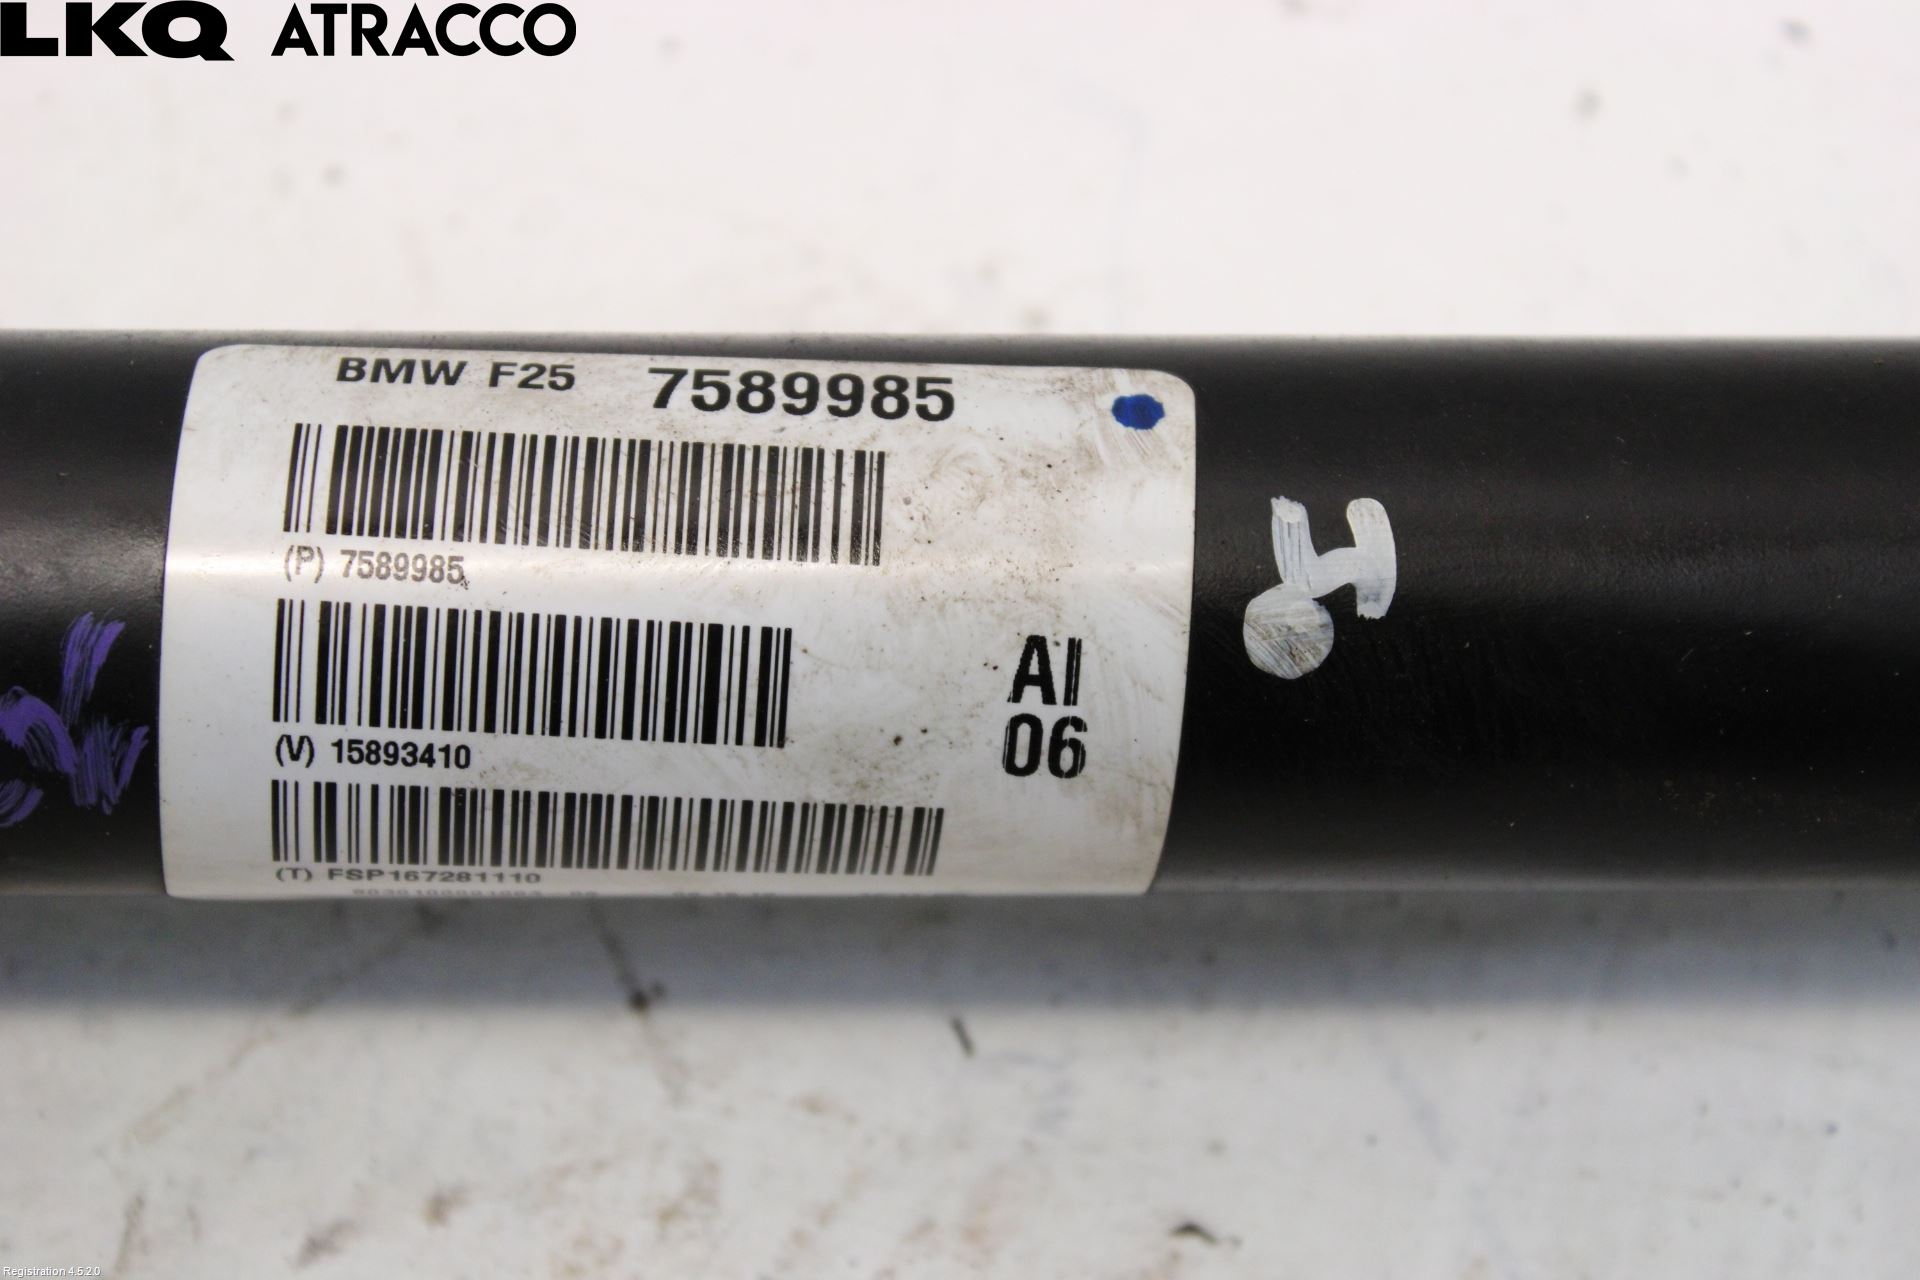 LKQ ATRACCO
BMW F25 7589985
(P) 7589985
(V) 15893410
AI
06
(T) FSP167281110
Registration 4.5.2.0